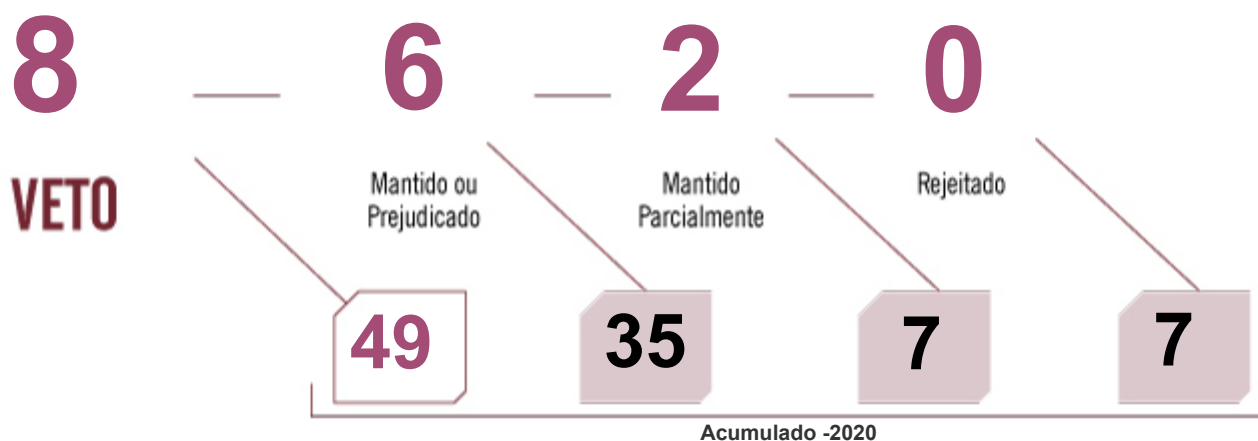 8 6 2 0
VETO
Mantido ou
Prejudicado
Mantido
Parcialmente
Rejeitado
49 35 7 7
Acumulado -2020